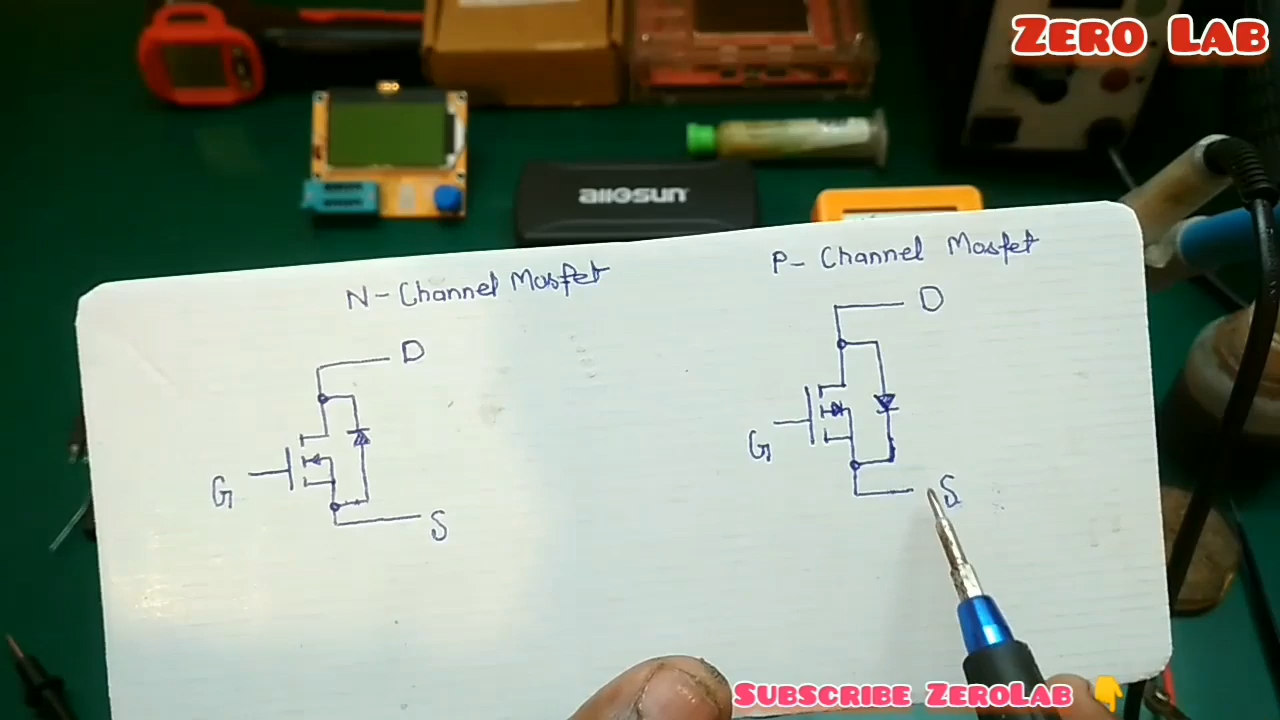 ZERO LAB
allosun
N-Channel Mosfet
P-Channel Mosfet
D
D
G
G
S
S
SUBSCRIBE ZEROLAB 👇